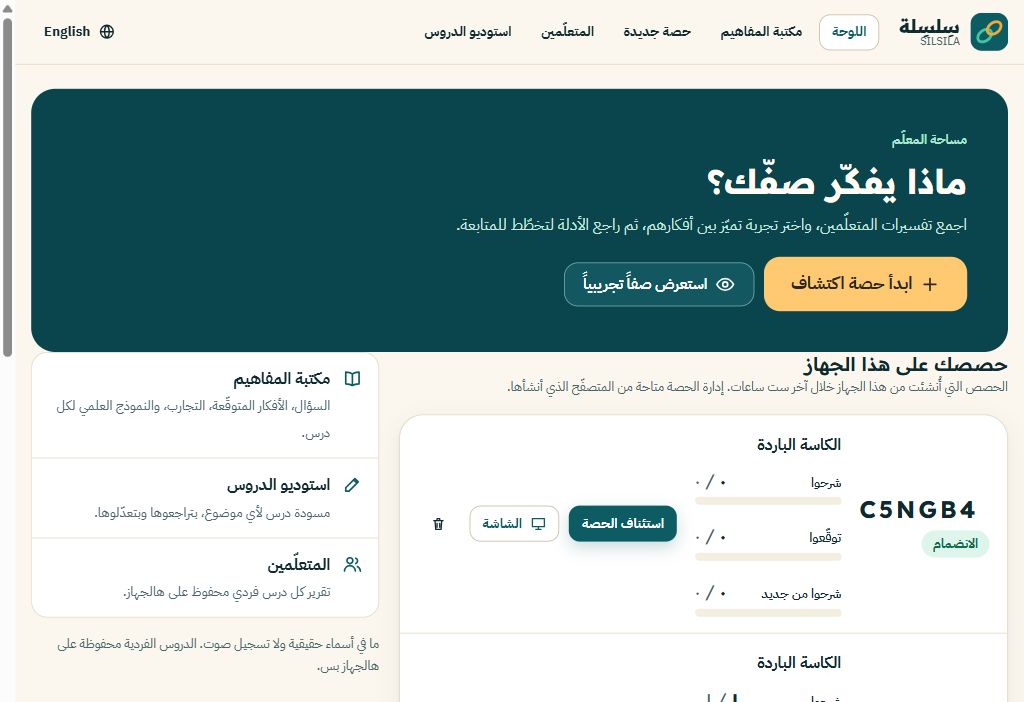 سلسلة
SILSILA
اللوحة
مكتبة المفاهيم
حصة جديدة
المتعلّمين
استوديو الدروس
English
مساحة المعلّم
ماذا يفكّر صفّك؟
اجمع تفسيرات المتعلّمين، واختر تجربة تميّز بين أفكارهم، ثم راجع الأدلة لتخطّط للمتابعة.
ابدأ حصة اكتشاف
استعرض صفاً تجريبياً
حصصك على هذا الجهاز
الحصص التي أُنشئت من هذا الجهاز خلال آخر ست ساعات. إدارة الحصة متاحة من المتصفّح الذي أنشأها.
الكاسة الباردة
C5NGB4
الانضمام
شرحوا
٠ / ٠
توقّعوا
٠ / ٠
شرحوا من جديد
٠ / ٠
استئناف الحصة
الشاشة
الكاسة الباردة
مكتبة المفاهيم
السؤال، الأفكار المتوقّعة، التجارب، والنموذج العلمي لكل
درس.
استوديو الدروس
مسودة درس لأي موضوع، بتراجعوها وبتعدّلوها.
المتعلّمين
تقرير كل درس فردي محفوظ على هالجهاز.
ما في أسماء حقيقية ولا تسجيل صوت. الدروس الفردية محفوظة على
هالجهاز بس.